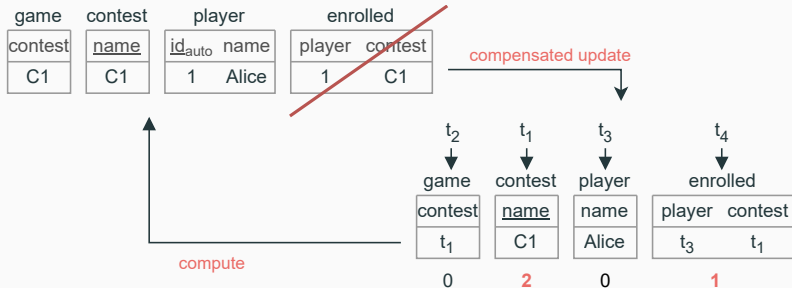 game contest player enrolled
contest name id_auto name player contest
C1 C1 1 Alice 1 C1
compensated update
t₂ t₁ t₃ t₄
game contest player enrolled
contest name name player contest
t₁ C1 Alice t₃ t₁
compute
0 2 0 1